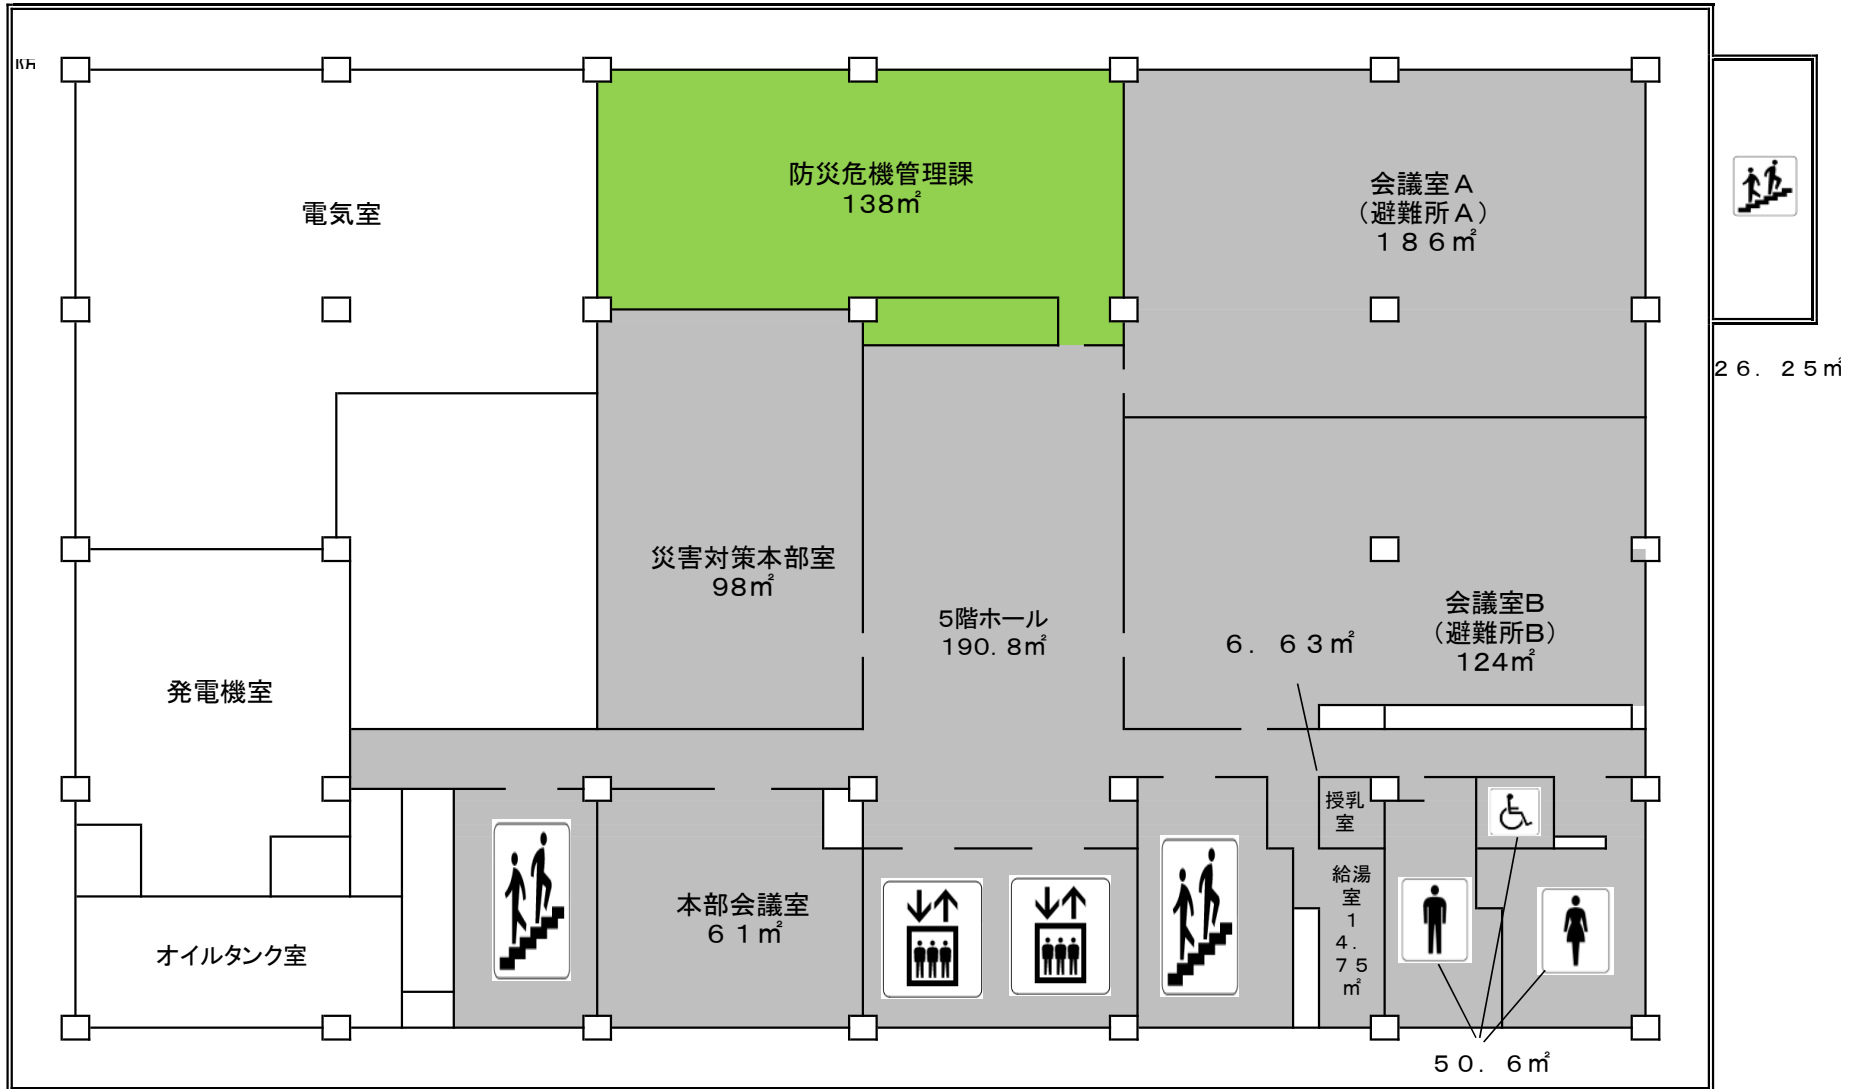 防災危機管理課
138㎡
会議室A
（避難所A）
１８６㎡
電気室
２６．２５㎡
災害対策本部室
98㎡
5階ホール
190.8㎡
６．６３㎡
会議室B
（避難所B）
124㎡
発電機室
授乳
室
給湯
室
１
４．
７５
㎡
本部会議室
６１㎡
オイルタンク室
５０．６㎡